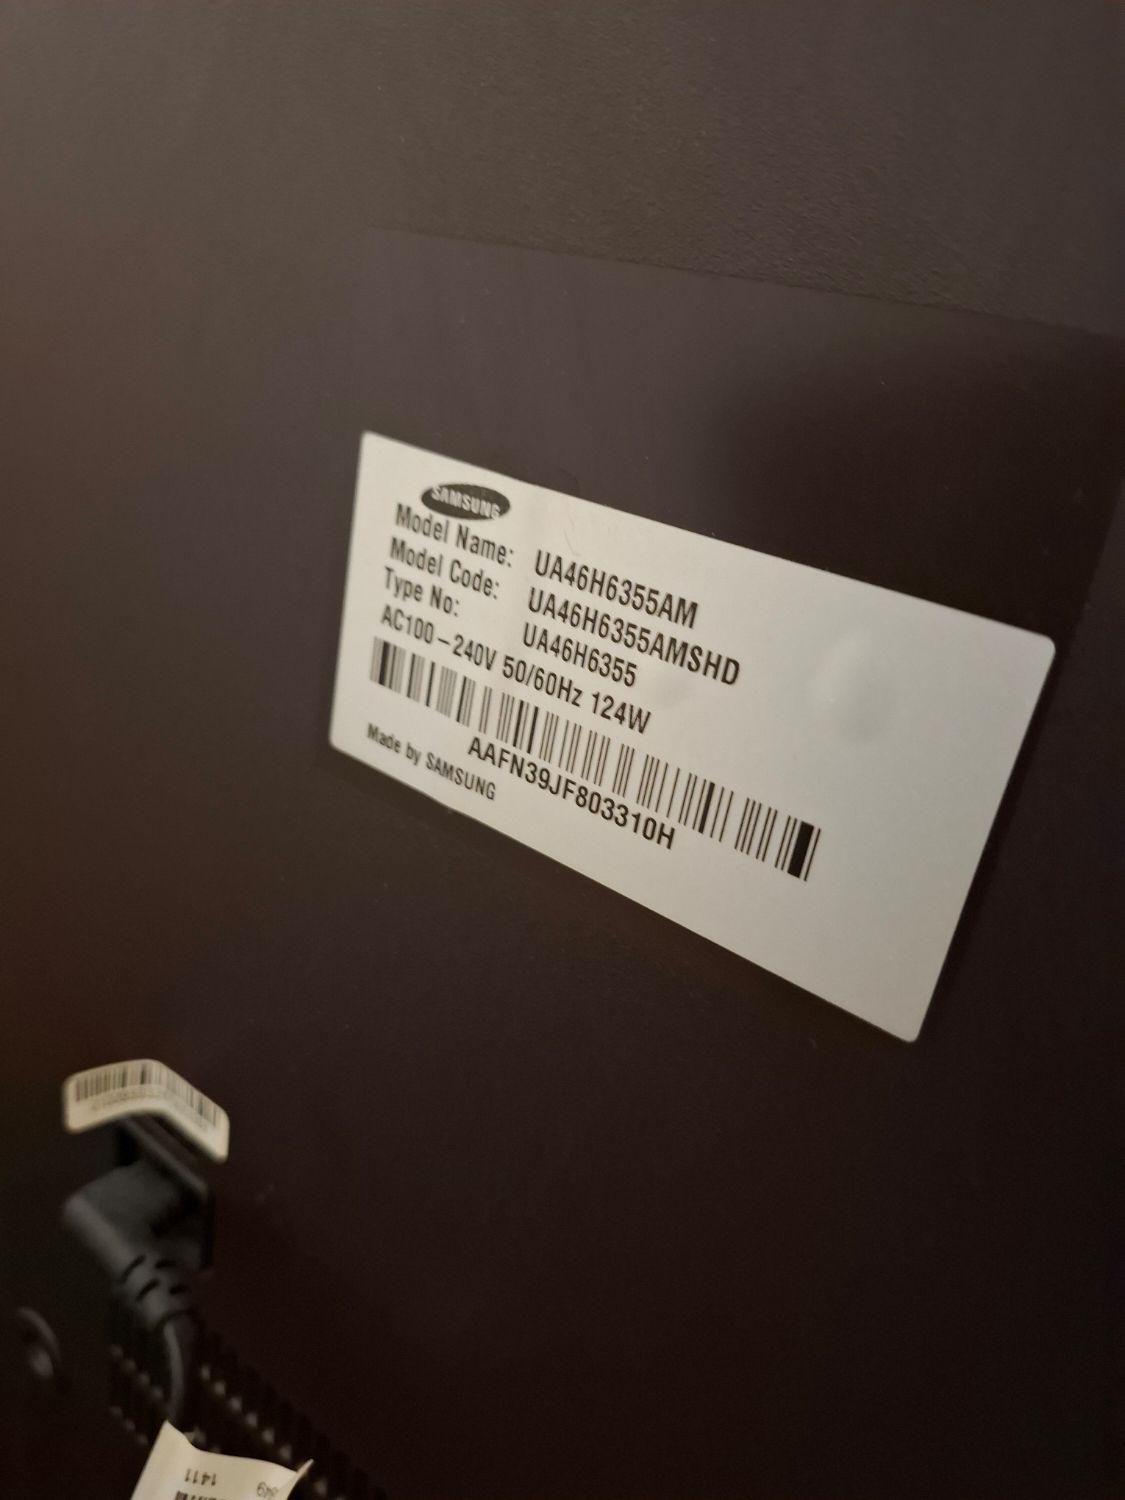 SAMSUNG
Model Name: UA46H6355AM
Model Code: UA46H6355AMSHD
Type No: UA46H6355
AC100-240V 50/60Hz 124W
AAFN39JF803310H
Made by SAMSUNG
1411